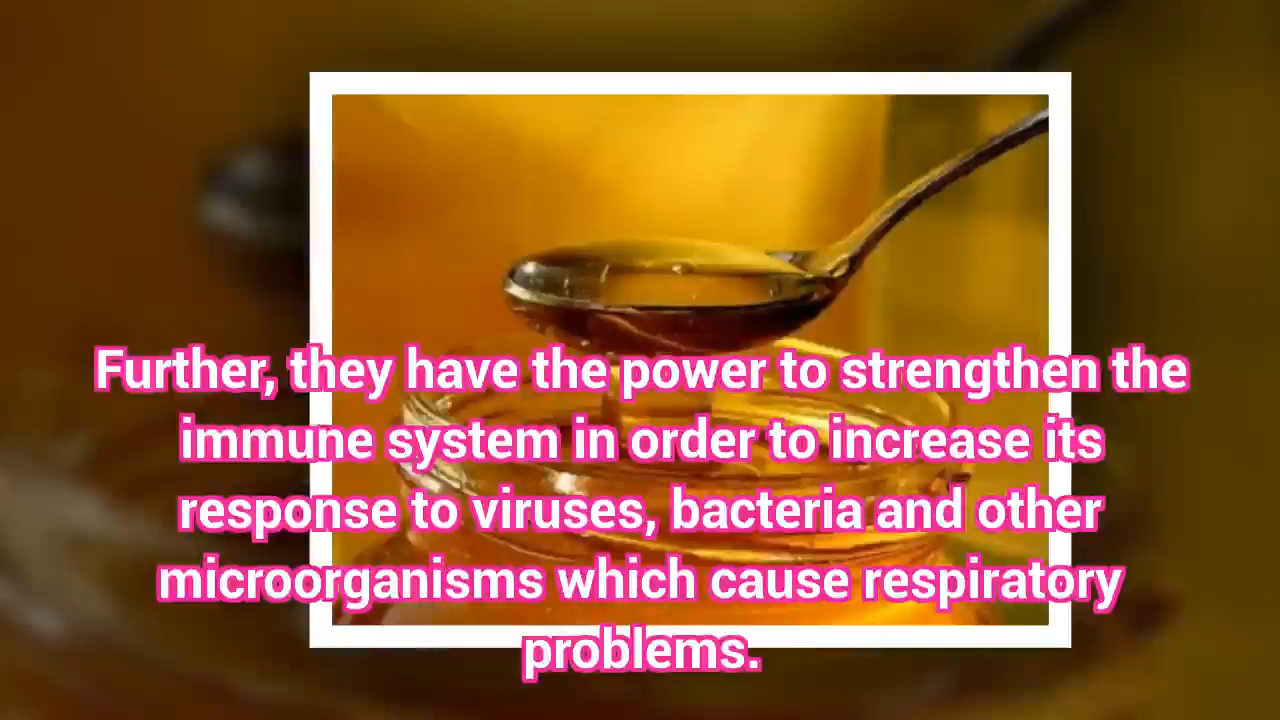 Further, they have the power to strengthen the
immune system in order to increase its
response to viruses, bacteria and other
microorganisms which cause respiratory
problems.